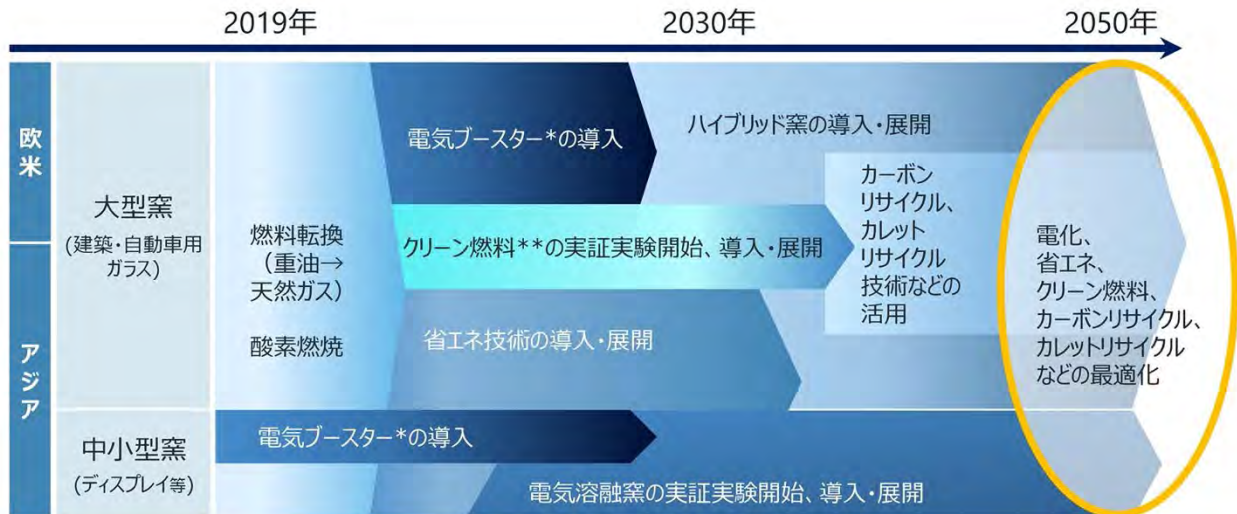 2019年
2030年
2050年
欧米
アジア
大型窯
(建築・自動車用
ガラス)
中小型窯
(ディスプレイ等)
燃料転換
(重油→
天然ガス)
酸素燃焼
電気ブースター*の導入
ハイブリッド窯の導入・展開
クリーン燃料**の実証実験開始、導入・展開
省エネ技術の導入・展開
カーボン
リサイクル、
カレット
リサイクル
技術などの
活用
電気ブースター*の導入
電気溶融窯の実証実験開始、導入・展開
電化、
省エネ、
クリーン燃料、
カーボンリサイクル、
カレットリサイクル
などの最適化